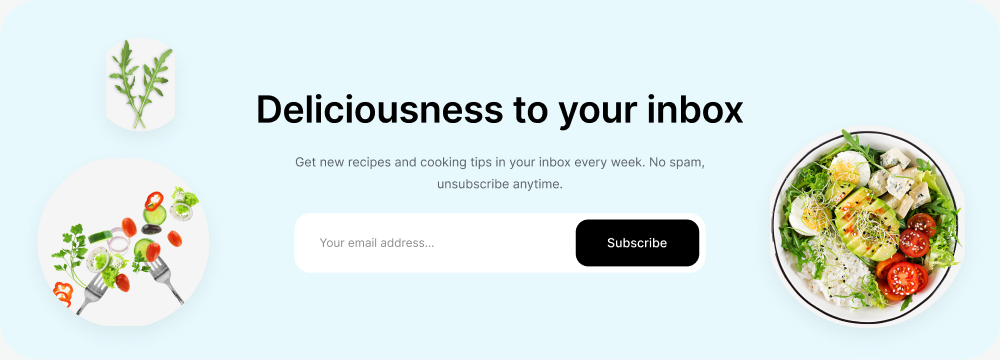 Deliciousness to your inbox
Get new recipes and cooking tips in your inbox every week. No spam,
unsubscribe anytime.
Your email address...
Subscribe